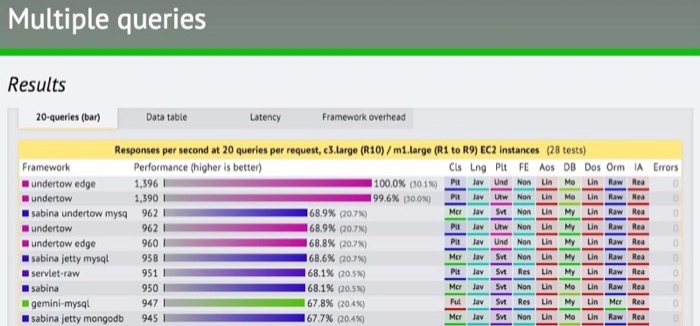 Multiple queries
Results
20-queries (bar) Data table Latency Framework overhead
Responses per second at 20 queries per request, c3.large (R10) / m1.large (R1 to R9) EC2 instances (28 tests)
Framework Performance (higher is better) Cls Lng Plt FE Aos DB Dos Orm IA Errors
undertow edge 1,396 100.0% (30.1%) Plt Jav Und Non Lin Mo Lin Raw Rea 0
undertow 1,390 99.6% (30.0%) Plt Jav Utw Non Lin Mo Lin Raw Rea 0
sabina undertow mysq 962 68.9% (20.7%) Mcr Jav Svt Non Lin My Lin Raw Rea 0
undertow 962 68.9% (20.7%) Plt Jav Utw Non Lin My Lin Raw Rea 0
undertow edge 960 68.8% (20.7%) Plt Jav Und Non Lin My Lin Raw Rea 0
sabina jetty mysql 958 68.6% (20.7%) Mcr Jav Svt Non Lin My Lin Raw Rea 0
servlet-raw 951 68.1% (20.5%) Plt Jav Svt Res Lin My Lin Raw Rea 0
sabina 950 68.1% (20.5%) Mcr Jav Svt Non Lin Mo Lin Raw Rea 0
gemini-mysql 947 67.8% (20.4%) Ful Jav Svt Res Lin My Lin Mcr Rea 0
sabina jetty mongodb 945 67.7% (20.4%) Mcr Jav Svt Non Lin Mo Lin Raw Rea 0